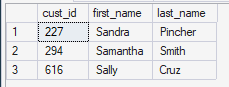 cust_id first_name last_name
1 227 Sandra Pincher
2 294 Samantha Smith
3 616 Sally Cruz